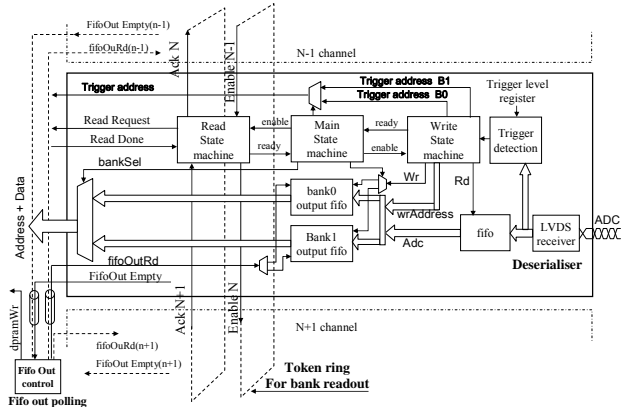 FifoOut Empty(n-1)
fifoOuRd(n-1)
Ack N
Enable N-1
N-1 channel
Trigger address
Trigger address B1
Trigger address B0
Trigger level
register
Read Request
Read Done
Read
State
machine
enable
ready
Main
State
machine
ready
enable
Write
State
machine
Trigger
detection
bankSel
Wr
Rd
Address + Data
bank0
output fifo
wrAddress
Bank1
output fifo
Adc
fifo
LVDS
receiver
ADC
Deserialiser
fifoOutRd
FifoOut Empty
Ack N+1
Enable N
N+1 channel
dpramWr
fifoOuRd(n+1)
FifoOut Empty(n+1)
Fifo Out
control
Fifo out polling
Token ring
For bank readout